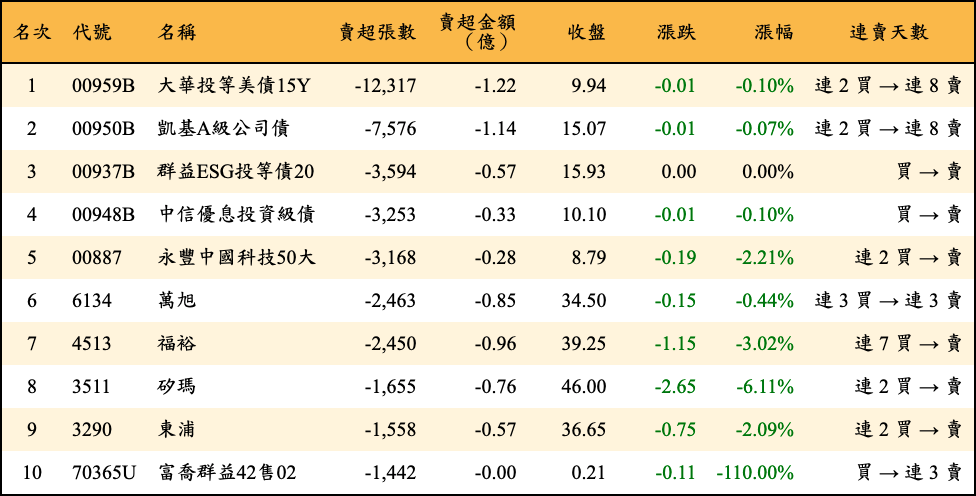 名次 代號 名稱 賣超張數 賣超金額（億） 收盤 漲跌 漲幅 連賣天數
1 00959B 大華投等美債15Y -12,317 -1.22 9.94 -0.01 -0.10% 連 2 買 → 連 8 賣
2 00950B 凱基A級公司債 -7,576 -1.14 15.07 -0.01 -0.07% 連 2 買 → 連 8 賣
3 00937B 群益ESG投等債20 -3,594 -0.57 15.93 0.00 0.00% 買 → 賣
4 00948B 中信優息投資級債 -3,253 -0.33 10.10 -0.01 -0.10% 買 → 賣
5 00887 永豐中國科技50大 -3,168 -0.28 8.79 -0.19 -2.21% 連 2 買 → 賣
6 6134 萬旭 -2,463 -0.85 34.50 -0.15 -0.44% 連 3 買 → 連 3 賣
7 4513 福裕 -2,450 -0.96 39.25 -1.15 -3.02% 連 7 買 → 賣
8 3511 矽瑪 -1,655 -0.76 46.00 -2.65 -6.11% 連 2 買 → 賣
9 3290 東浦 -1,558 -0.57 36.65 -0.75 -2.09% 連 2 買 → 賣
10 70365U 富喬群益42售02 -1,442 -0.00 0.21 -0.11 -110.00% 買 → 連 3 賣